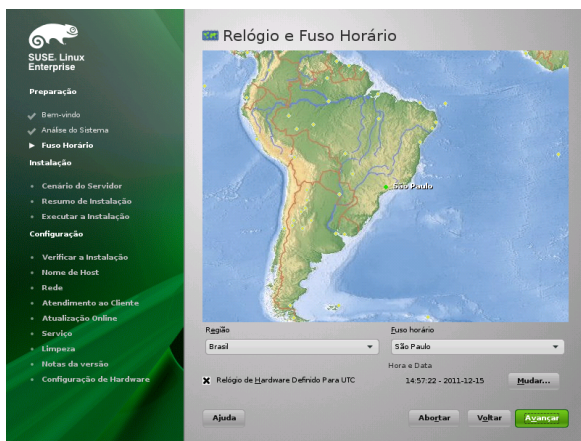 SUSE. Linux
Enterprise
Preparação
Bem-vindo
Análise do Sistema
Fuso Horário
Instalação
Cenário do Servidor
Resumo de Instalação
Executar a Instalação
Configuração
Verificar a Instalação
Nome de Host
Rede
Atendimento ao Cliente
Atualização Online
Serviço
Limpeza
Notas da versão
Configuração de Hardware
Relógio e Fuso Horário
São Paulo
Região
Fuso horário
Brasil
São Paulo
Hora e Data
Relógio de Hardware Definido Para UTC
14:57:22 - 2011-12-15
Mudar...
Ajuda
Abortar
Voltar
Avançar